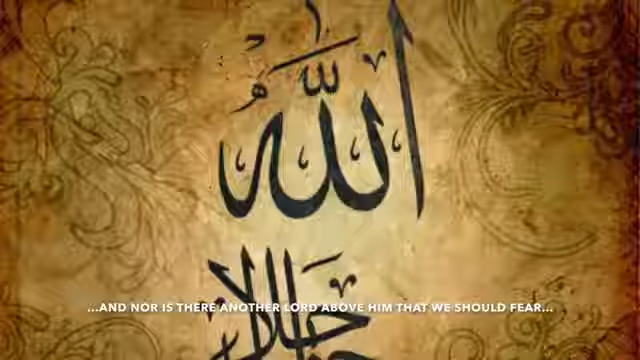 الله
...AND NOR IS THERE ANOTHER LORD ABOVE HIM THAT WE SHOULD FEAR...